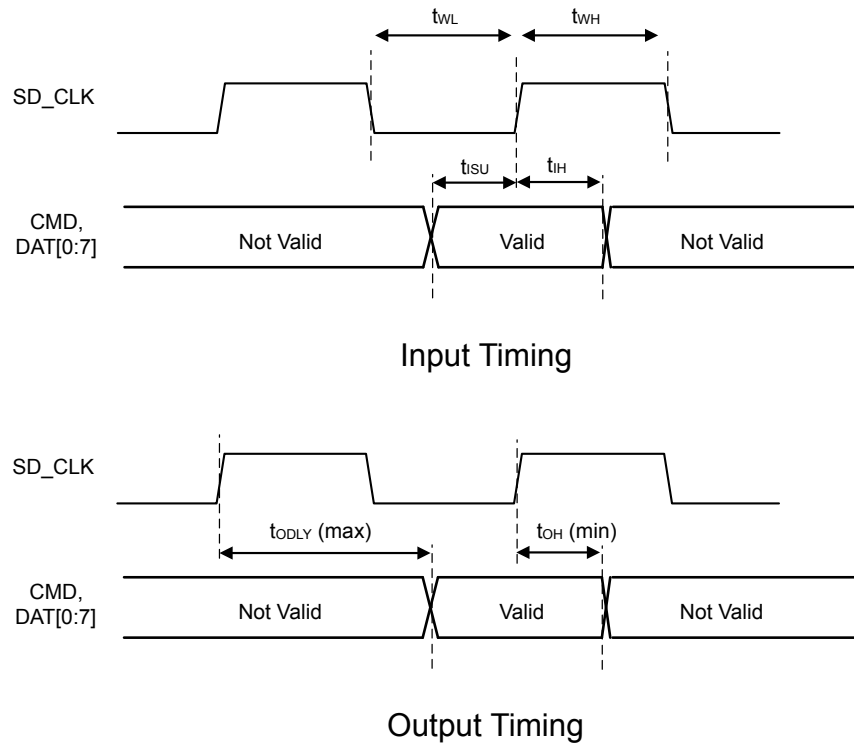 tWL tWH
SD_CLK
tISU tIH
CMD,
DAT[0:7]
Not Valid Valid Not Valid
Input Timing
SD_CLK
tODLY (max) tOH (min)
CMD,
DAT[0:7]
Not Valid Valid Not Valid
Output Timing